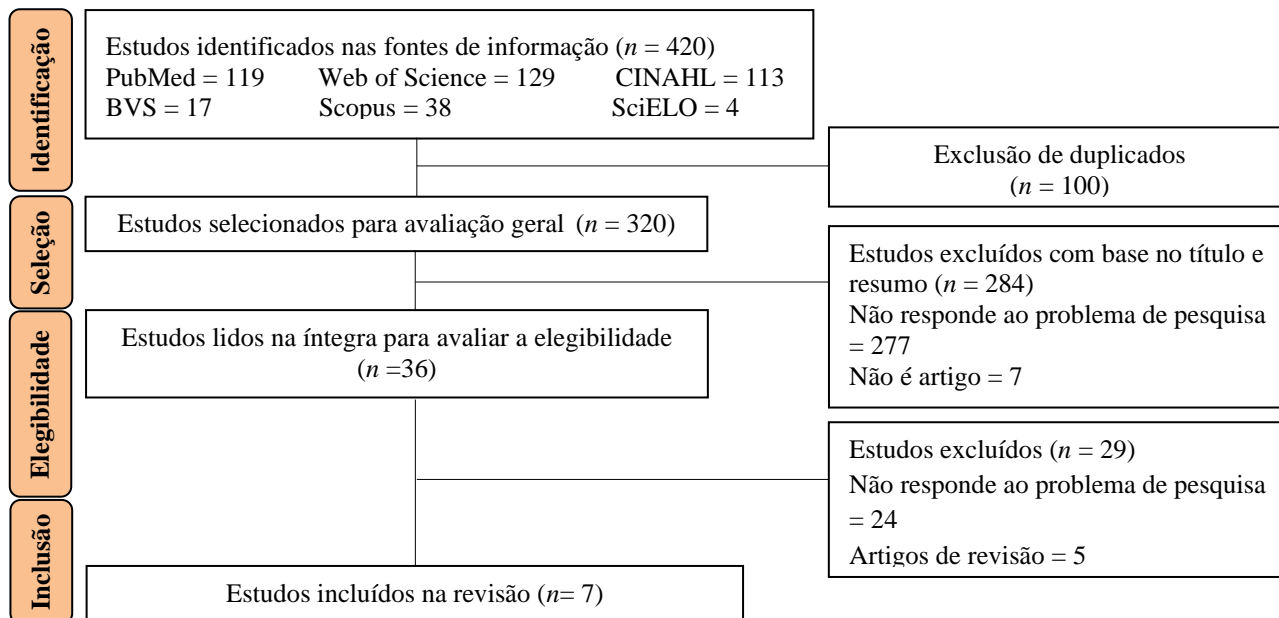 Identificação
Estudos identificados nas fontes de informação (n = 420)
PubMed = 119 Web of Science = 129 CINAHL = 113
BVS = 17 Scopus = 38 SciELO = 4
Exclusão de duplicados
(n = 100)
Seleção
Estudos selecionados para avaliação geral (n = 320)
Estudos excluídos com base no título e
resumo (n = 284)
Não responde ao problema de pesquisa
= 277
Não é artigo = 7
Elegibilidade
Estudos lidos na íntegra para avaliar a elegibilidade
(n =36)
Estudos excluídos (n = 29)
Não responde ao problema de pesquisa
= 24
Artigos de revisão = 5
Inclusão
Estudos incluídos na revisão (n= 7)